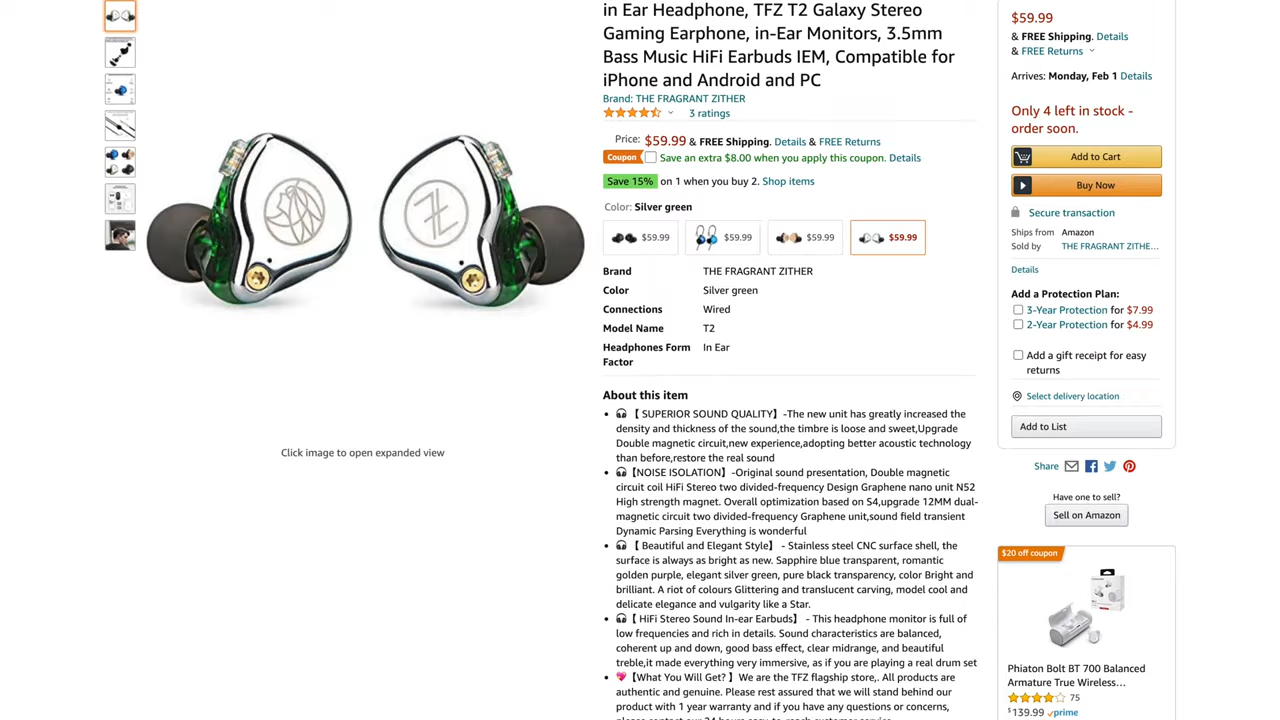 in Ear Headphone, TFZ T2 Galaxy Stereo
Gaming Earphone, in-Ear Monitors, 3.5mm
Bass Music HiFi Earbuds IEM, Compatible for
iPhone and Android and PC
Brand: THE FRAGRANT ZITHER
3 ratings
Price: $59.99 & FREE Shipping. Details & FREE Returns
Coupon Save an extra $8.00 when you apply this coupon. Details
Save 15% on 1 when you buy 2. Shop items
Color: Silver green
$59.99 $59.99 $59.99 $59.99
Brand THE FRAGRANT ZITHER
Color Silver green
Connections Wired
Model Name T2
Headphones Form In Ear
Factor
About this item
🎧【 SUPERIOR SOUND QUALITY】-The new unit has greatly increased the
density and thickness of the sound,the timbre is loose and sweet,Upgrade
Double magnetic circuit,new experience,adopting better acoustic technology
than before,restore the real sound
🎧【NOISE ISOLATION】-Original sound presentation, Double magnetic
circuit coil HiFi Stereo two divided-frequency Design Graphene nano unit N52
High strength magnet. Overall optimization based on S4,upgrade 12MM dual-
magnetic circuit two divided-frequency Graphene unit,sound field transient
Dynamic Parsing Everything is wonderful
🎧 【 Beautiful and Elegant Style】 - Stainless steel CNC surface shell, the
surface is always as bright as new. Sapphire blue transparent, romantic
golden purple, elegant silver green, pure black transparency, color Bright and
brilliant. A riot of colours Glittering and translucent carving, model cool and
delicate elegance and vulgarity like a Star.
🎧【 HiFi Stereo Sound In-ear Earbuds】 - This headphone monitor is full of
low frequencies and rich in details. Sound characteristics are balanced,
coherent up and down, good bass effect, clear midrange, and beautiful
treble,it made everything very immersive, as if you are playing a real drum set
💖【What You Will Get? 】We are the TFZ flagship store,. All products are
authentic and genuine. Please rest assured that we will stand behind our
product with 1 year warranty and if you have any questions or concerns,
Click image to open expanded view
$59.99
& FREE Shipping. Details
& FREE Returns
Arrives: Monday, Feb 1 Details
Only 4 left in stock -
order soon.
Add to Cart
Buy Now
Secure transaction
Ships from Amazon
Sold by THE FRAGRANT ZITHE...
Details
Add a Protection Plan:
3-Year Protection for $7.99
2-Year Protection for $4.99
Add a gift receipt for easy
returns
Select delivery location
Add to List
Share
Have one to sell?
Sell on Amazon
$20 off coupon
Phiaton Bolt BT 700 Balanced
Armature True Wireless...
75
$139.99 prime